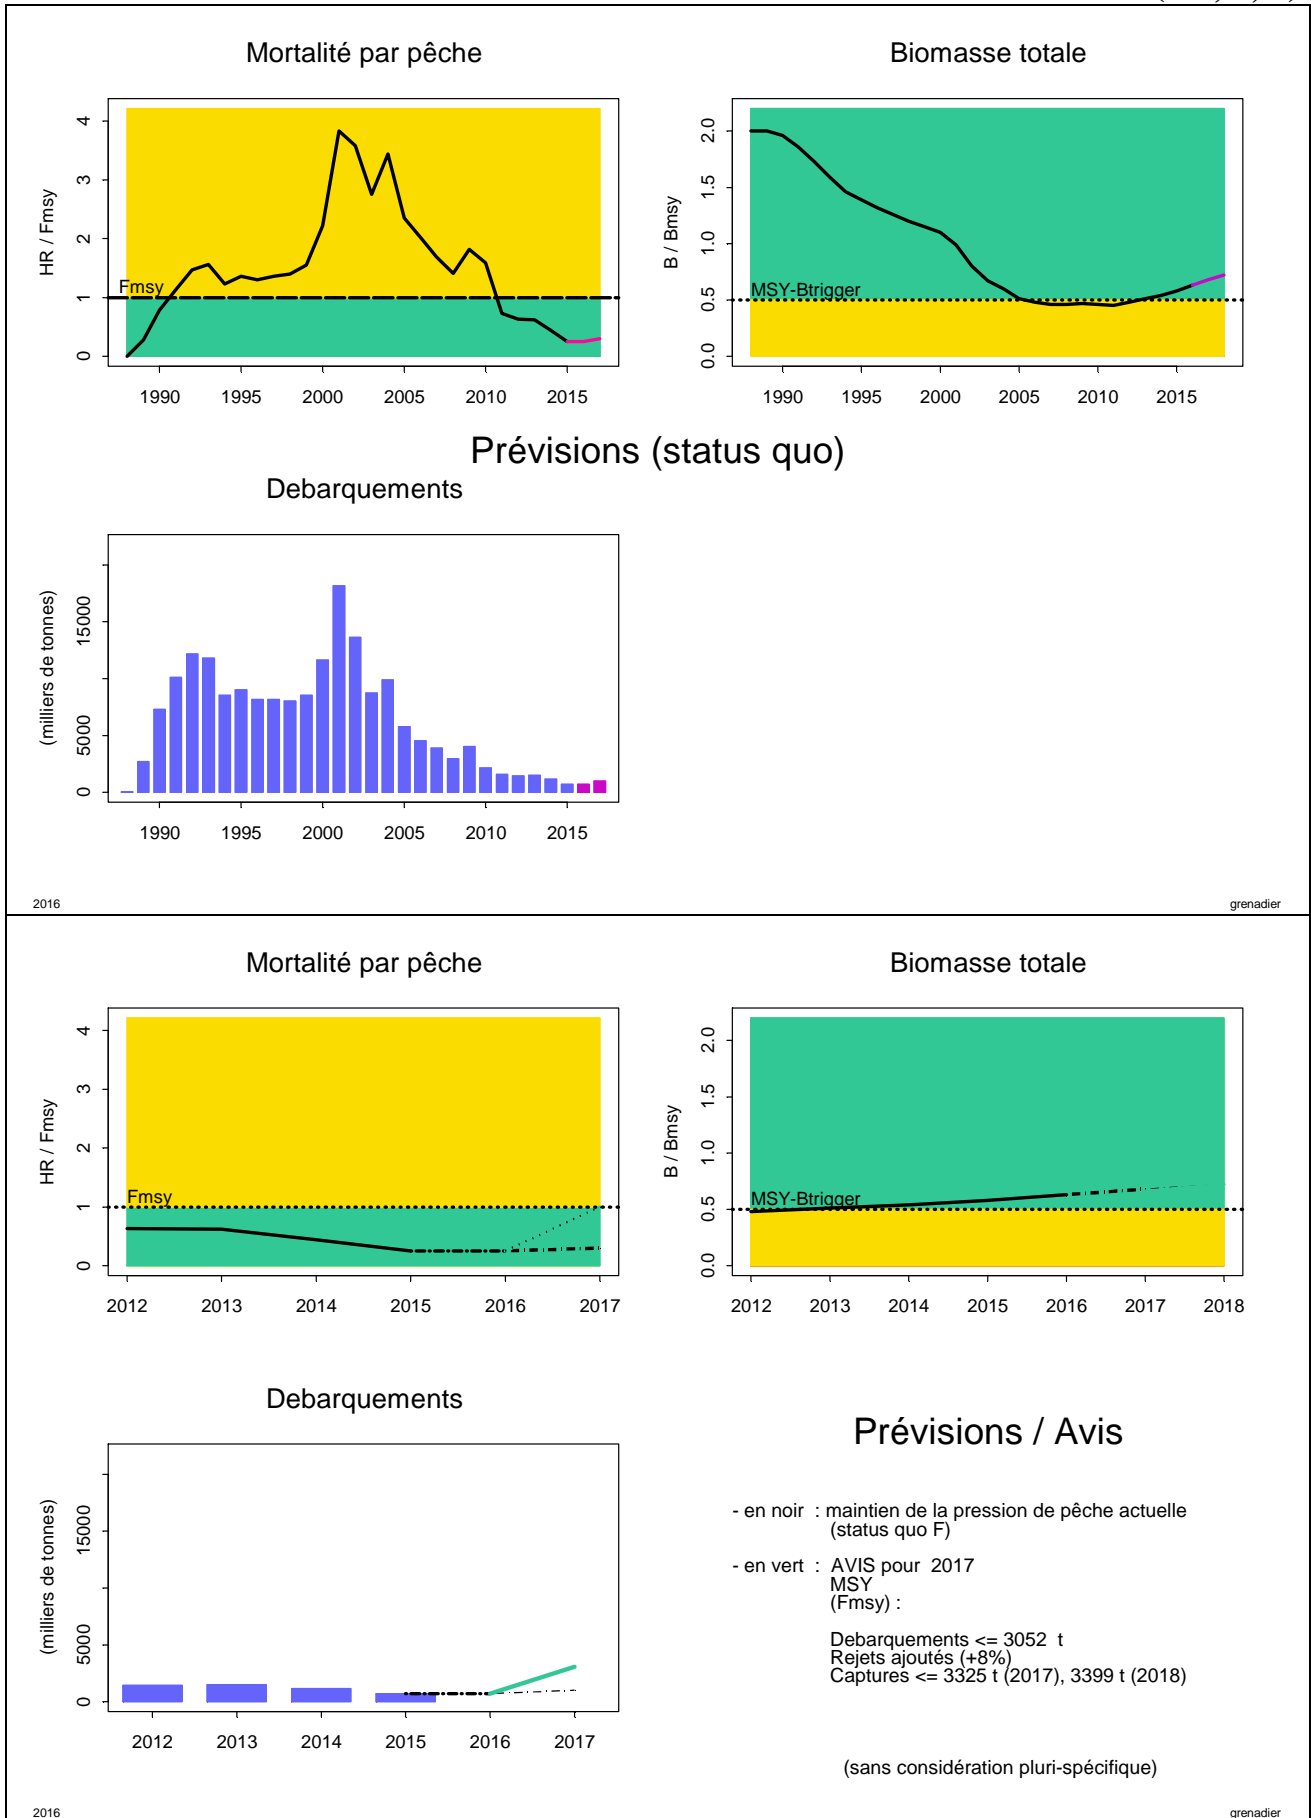 Mortalité par pêche
Biomasse totale
HR / Fmsy
0 1 2 3 4
Fmsy
1990 1995 2000 2005 2010 2015
B / Bmsy
0.0 0.5 1.0 1.5 2.0
MSY-Btrigger
1990 1995 2000 2005 2010 2015
Prévisions (status quo)
Debarquements
(milliers de tonnes)
0 5000 15000
1990 1995 2000 2005 2010 2015
2016
grenadier
Mortalité par pêche
Biomasse totale
HR / Fmsy
0 1 2 3 4
Fmsy
2012 2013 2014 2015 2016 2017
B / Bmsy
0.0 0.5 1.0 1.5 2.0
MSY-Btrigger
2012 2013 2014 2015 2016 2017 2018
Debarquements
(milliers de tonnes)
0 5000 15000
2012 2013 2014 2015 2016 2017
Prévisions / Avis
- en noir : maintien de la pression de pêche actuelle
(status quo F)
- en vert : AVIS pour 2017
MSY
(Fmsy) :
Debarquements <= 3052 t
Rejets ajoutés (+8%)
Captures <= 3325 t (2017), 3399 t (2018)
(sans considération pluri-spécifique)
2016
grenadier